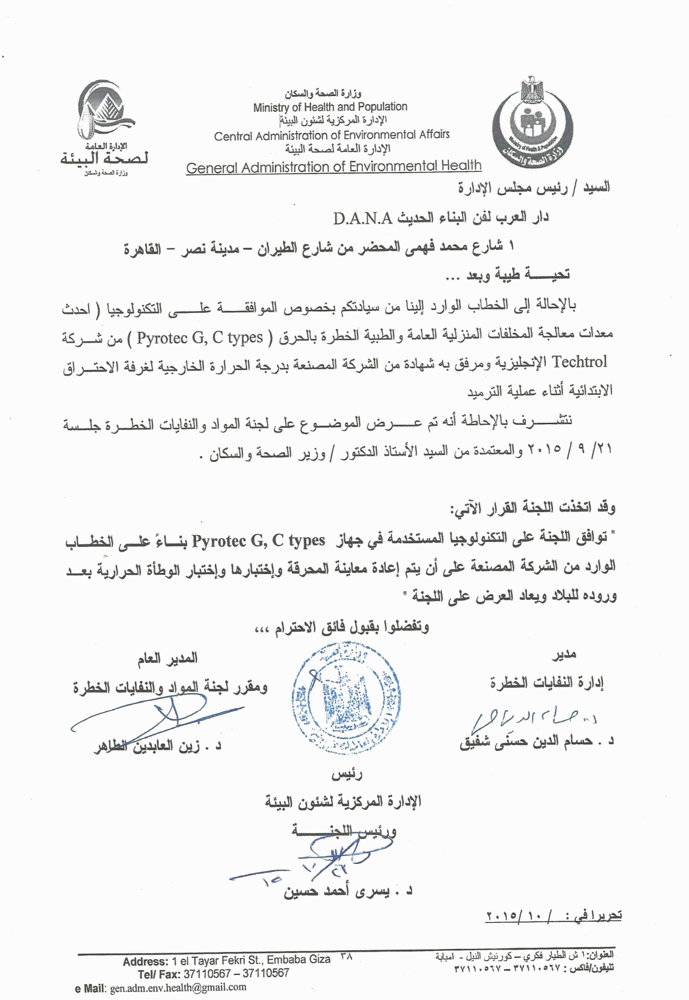 وزارة الصحة والسكان
Ministry of Health and Population
الإدارة المركزية لشئون البيئة
Central Administration of Environmental Affairs
الإدارة العامة لصحة البيئة
General Administration of Environmental Health
الإدارة العامة
لصحة البيئة
وزارة الصحة والسكان
Ministry of Health & Population
وزارة الصحة والسكان
السيد / رئيس مجلس الإدارة
دار العرب لفن البناء الحديث D.A.N.A
١ شارع محمد فهمى المحضر من شارع الطيران – مدينة نصر – القاهرة
تحيـــة طيبة وبعد ...
بالإحالة إلى الخطاب الوارد إلينا من سيادتكم بخصوص الموافقـــة علـــى التكنولوجيا ( احدث
معدات معالجة المخلفات المنزلية العامة والطبية الخطرة بالحرق ( Pyrotec G, C types ) من شـــركة
Techtrol الإنجليزية ومرفق به شهادة من الشركة المصنعة بدرجة الحرارة الخارجية لغرفة الاحتـــراق
الابتدائية أثناء عملية الترميد
نتشـــرف بالإحاطة أنه تم عـــرض الموضـــوع على لجنة المواد والنفايات الخطـــرة جلـــسة
٢١/ ٩ / ٢٠١٥ والمعتمدة من السيد الأستاذ الدكتور / وزير الصحة والسكان .
وقد اتخذت اللجنة القرار الآتي:
" توافق اللجنة على التكنولوجيا المستخدمة في جهاز Pyrotec G, C types بنـــاءً علـــى الخطـــاب
الوارد من الشركة المصنعة على أن يتم إعادة معاينة المحرقة وإختبارها وإختبار الوطأة الحرارية بعـــد
وروده للبلاد ويعاد العرض على اللجنة "
وتفضلوا بقبول فائق الاحترام ،،،
مدير
إدارة النفايات الخطرة
د . حسام الدين حسنى شفيق
المدير العام
ومقرر لجنة المواد والنفايات الخطرة
د . زين العابدين الطاهر
رئيس
الإدارة المركزية لشئون البيئة
ورئيس اللجنـــة
٢٦
١٠
١٥
د . يسرى أحمد حسين
تحريرا في : / ١٠ /٢٠١٥
العنوان:١ ش الطيار فكري – كورنيش النيل - امبابة
تليفون/فاكس : ٣٧١١٠٥٦٧ – ٣٧١١٠٥٦٧
٣٨
Address: 1 el Tayar Fekri St., Embaba Giza
Tel/ Fax: 37110567 – 37110567
e Mail: gen.adm.env.health@gmail.com